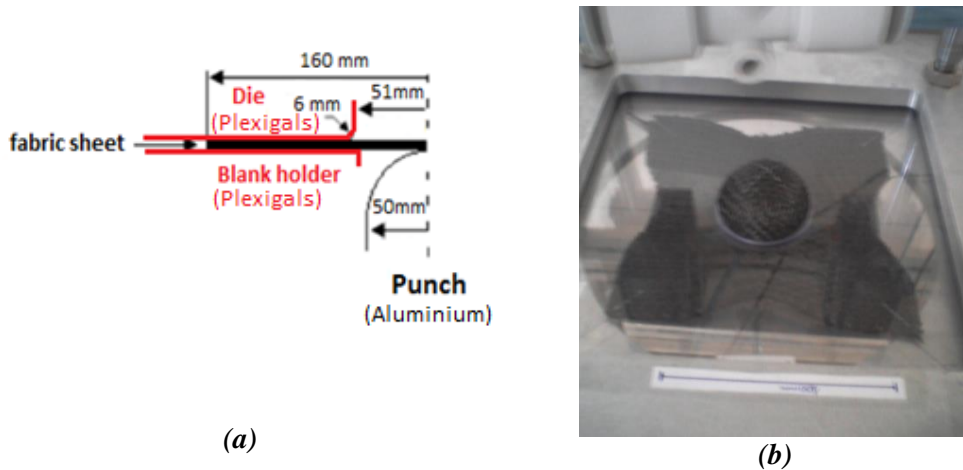 160 mm
Die
(Plexigals)
6 mm
51mm
fabric sheet
Blank holder
(Plexigals)
50mm
Punch
(Aluminium)
(a)
(b)